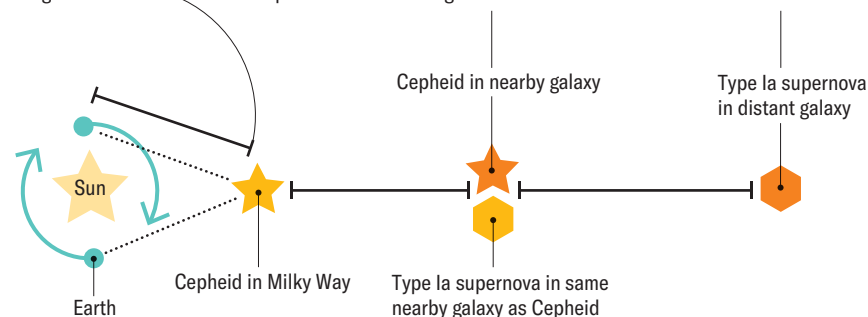 Cepheid in nearby galaxy
Type Ia supernova
in distant galaxy
Sun
Cepheid in Milky Way
Type Ia supernova in same
nearby galaxy as Cepheid
Earth